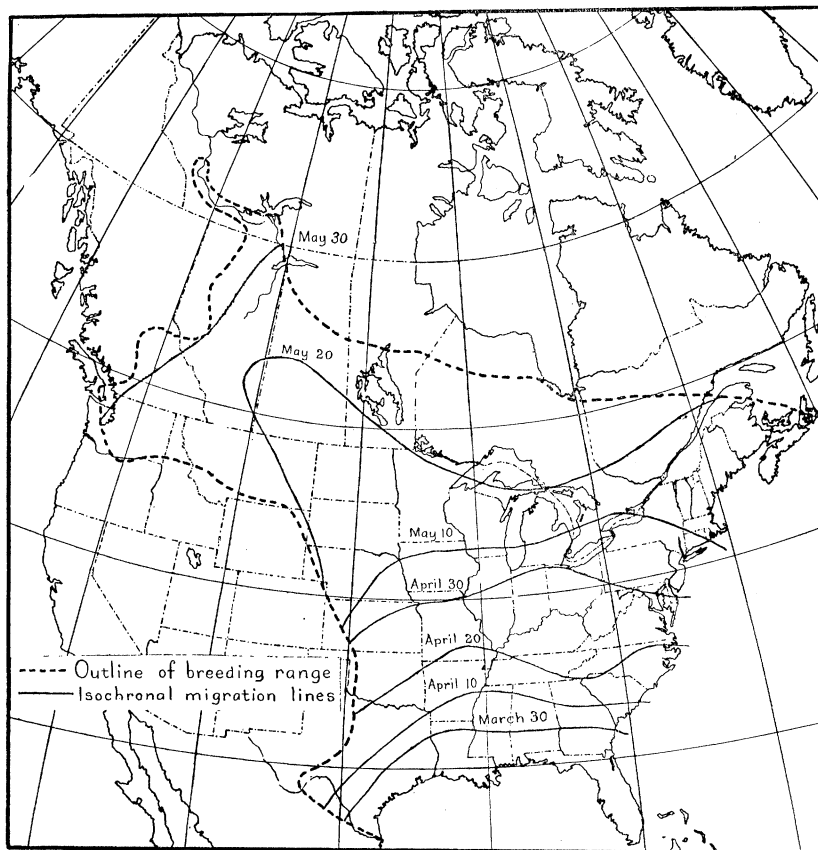 May 30
May 20
May 10
April 30
April 20
April 10
March 30
Outline of breeding range
Isochronal migration lines